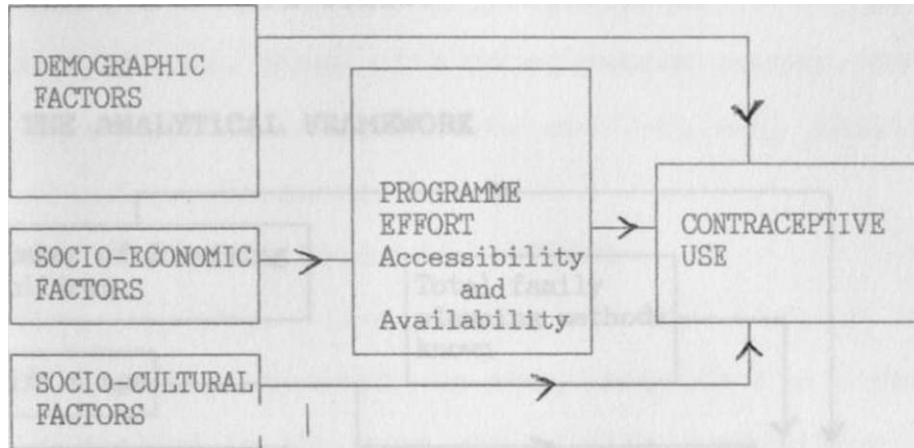 DEMOGRAPHIC
FACTORS
THE ANALYTICAL FRAMEWORK
PROGRAMME
EFFORT
Accessibility
and
Availability
CONTRACEPTIVE
USE
SOCIO-ECONOMIC
FACTORS
Total family
planning methods
known
SOCIO-CULTURAL
FACTORS